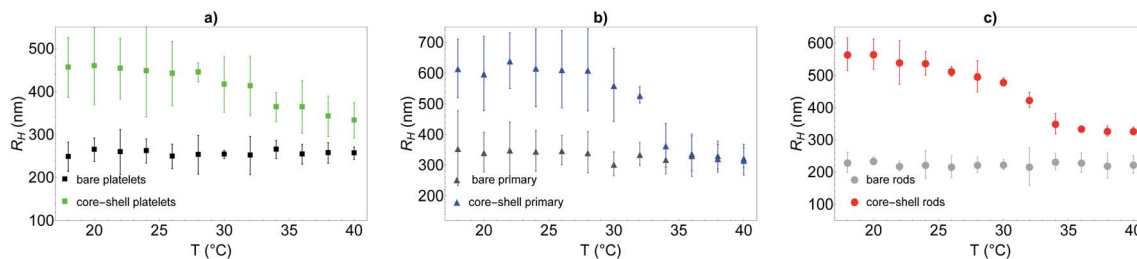 a)
R_H (nm)
500
400
300
200
100
bare platelets
core-shell platelets
20 25 30 35 40
T (°C)
b)
R_H (nm)
700
600
500
400
300
200
bare primary
core-shell primary
20 25 30 35 40
T (°C)
c)
R_H (nm)
600
500
400
300
200
100
bare rods
core-shell rods
20 25 30 35 40
T (°C)